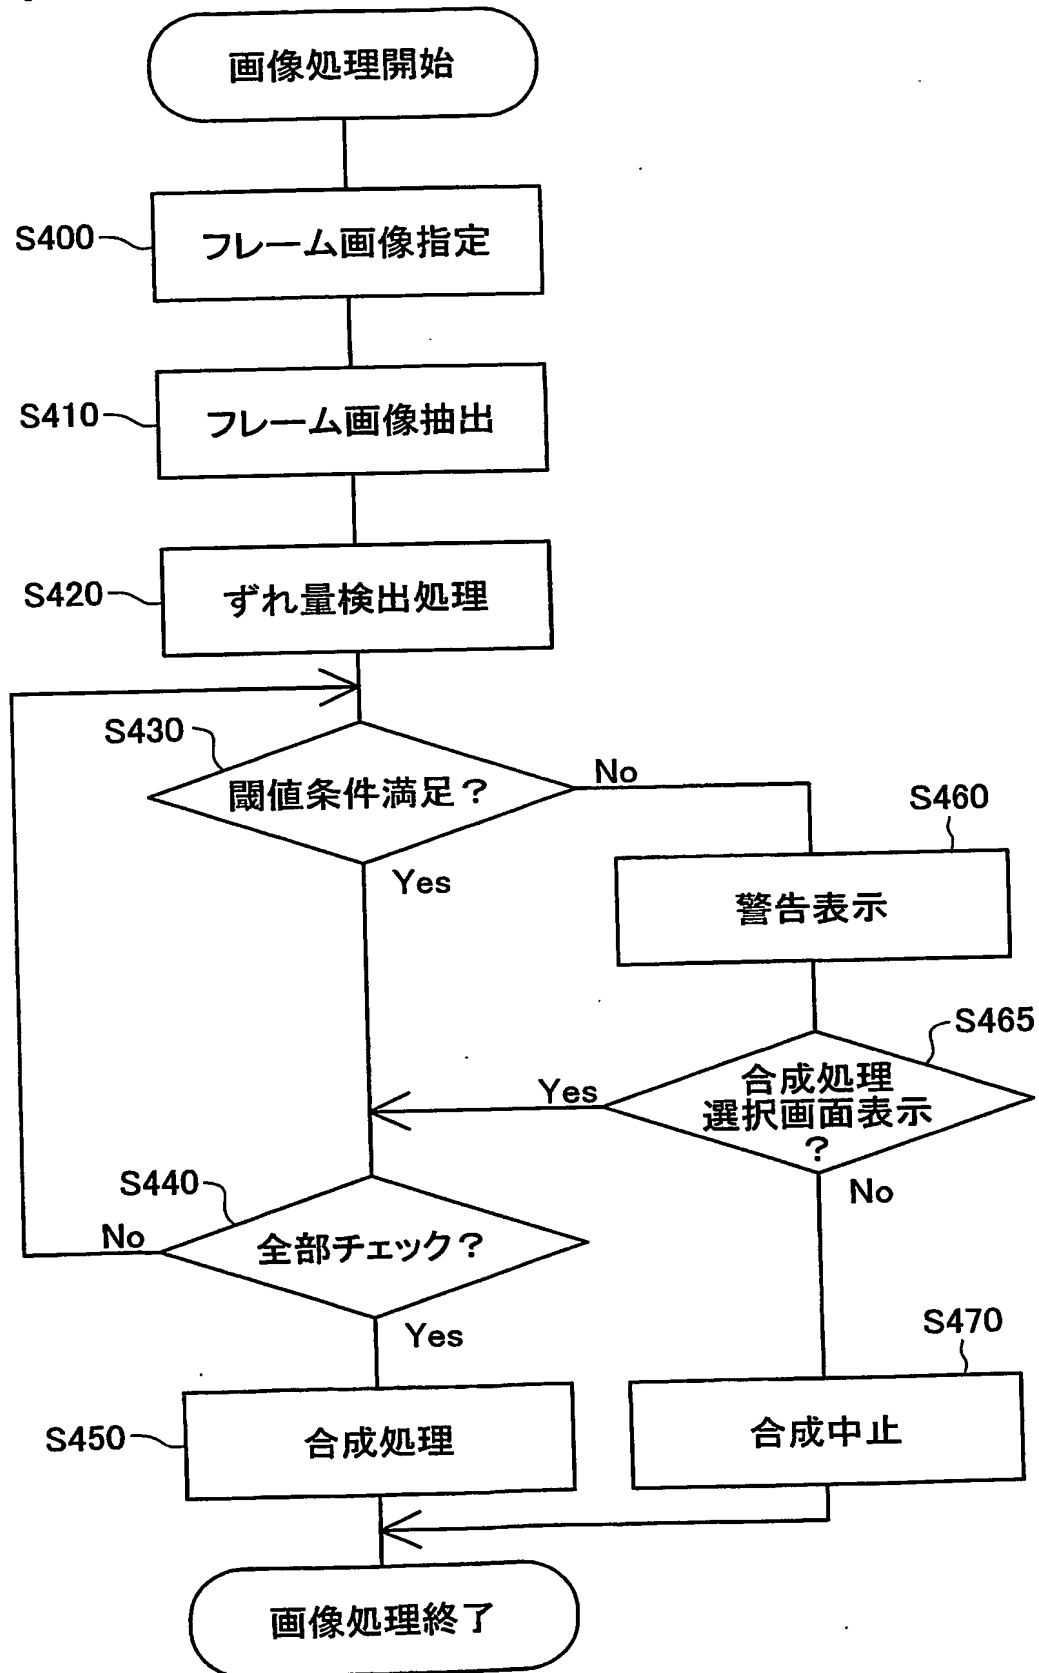 画像処理開始
S400
フレーム画像指定
S410
フレーム画像抽出
S420
ずれ量検出処理
S430
閾値条件満足？
No
Yes
S460
警告表示
S465
合成処理
選択画面表示
？
Yes
No
S440
全部チェック？
No
Yes
S450
合成処理
S470
合成中止
画像処理終了